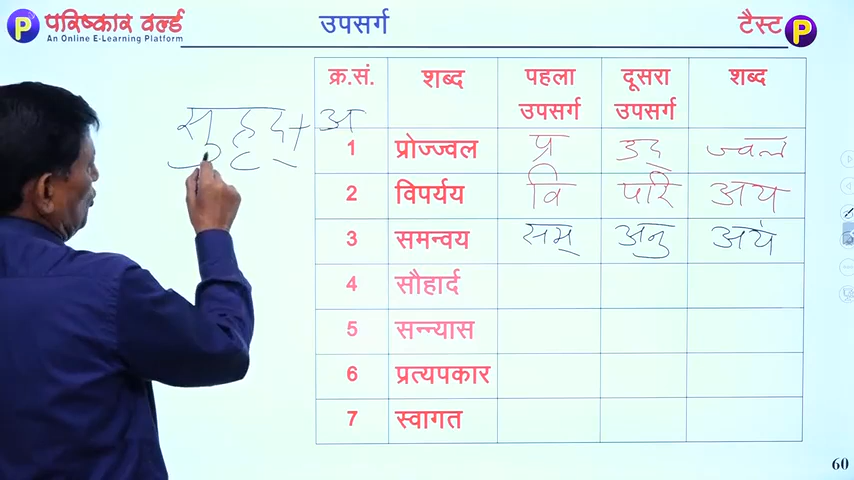 परिष्कार वर्ल्ड
An Online E-Learning Platform
उपसर्ग
टैस्ट P
सुहृद् + अ
क्र.सं. शब्द पहला उपसर्ग दूसरा उपसर्ग शब्द
1 प्रोज्ज्वल प्र उद् ज्वल
2 विपर्यय वि परि अय
3 समन्वय सम् अनु अय
4 सौहार्द
5 सन्न्यास
6 प्रत्यपकार
7 स्वागत
60